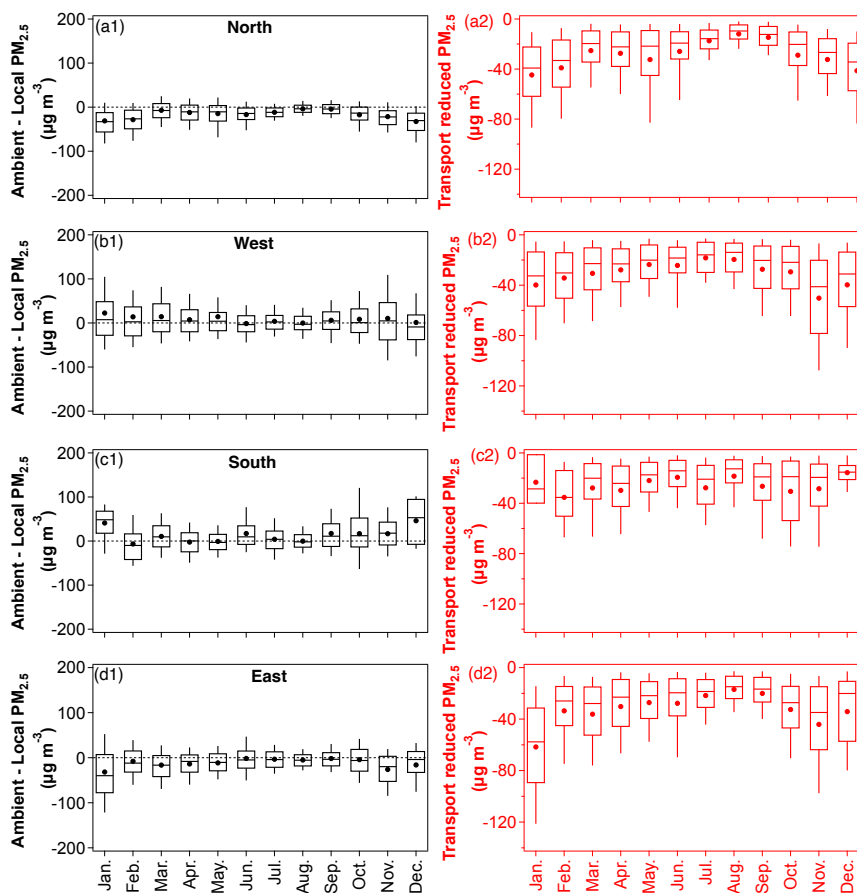 (a1) North
Ambient - Local PM2.5
(µg m-3)
200
100
0
-100
-200
(a2)
Transport reduced PM2.5
(µg m-3)
0
-40
-80
-120
(b1) West
Ambient - Local PM2.5
(µg m-3)
200
100
0
-100
-200
(b2)
Transport reduced PM2.5
(µg m-3)
0
-40
-80
-120
(c1) South
Ambient - Local PM2.5
(µg m-3)
200
100
0
-100
-200
(c2)
Transport reduced PM2.5
(µg m-3)
0
-40
-80
-120
(d1) East
Ambient - Local PM2.5
(µg m-3)
200
100
0
-100
-200
(d2)
Transport reduced PM2.5
(µg m-3)
0
-40
-80
-120
Jan. Feb. Mar. Apr. May. Jun. Jul. Aug. Sep. Oct. Nov. Dec.
Jan. Feb. Mar. Apr. May. Jun. Jul. Aug. Sep. Oct. Nov. Dec.